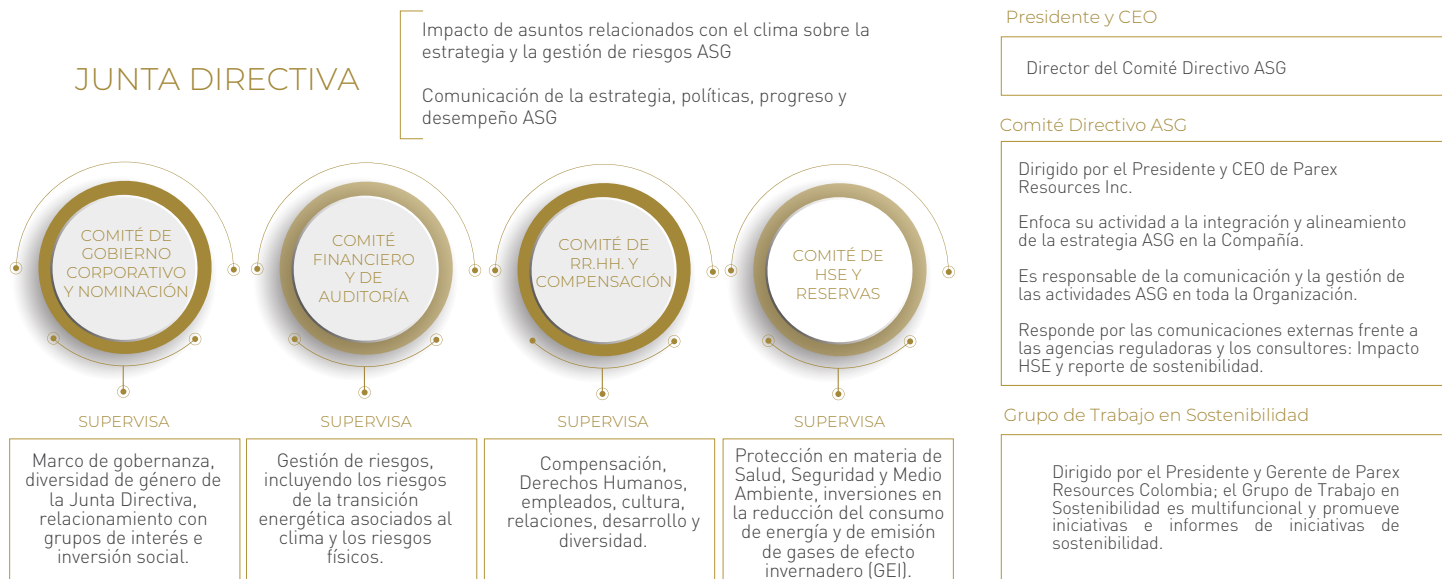 JUNTA DIRECTIVA
Impacto de asuntos relacionados con el clima sobre la
estrategia y la gestión de riesgos ASG
Comunicación de la estrategia, políticas, progreso y
desempeño ASG
COMITÉ DE
GOBIERNO
CORPORATIVO
Y NOMINACIÓN
SUPERVISA
Marco de gobernanza,
diversidad de género de
la Junta Directiva,
relacionamiento con
grupos de interés e
inversión social.
COMITÉ
FINANCIERO
Y DE
AUDITORÍA
SUPERVISA
Gestión de riesgos,
incluyendo los riesgos
de la transición
energética asociados al
clima y los riesgos
físicos.
COMITÉ DE
RR.HH. Y
COMPENSACIÓN
SUPERVISA
Compensación,
Derechos Humanos,
empleados, cultura,
relaciones, desarrollo y
diversidad.
COMITÉ DE
HSE Y
RESERVAS
SUPERVISA
Protección en materia de
Salud, Seguridad y Medio
Ambiente, inversiones en
la reducción del consumo
de energía y de emisión
de gases de efecto
invernadero (GEI).
Presidente y CEO
Director del Comité Directivo ASG
Comité Directivo ASG
Dirigido por el Presidente y CEO de Parex
Resources Inc.
Enfoca su actividad a la integración y alineamiento
de la estrategia ASG en la Compañía.
Es responsable de la comunicación y la gestión de
las actividades ASG en toda la Organización.
Responde por las comunicaciones externas frente a
las agencias reguladoras y los consultores: Impacto
HSE y reporte de sostenibilidad.
Grupo de Trabajo en Sostenibilidad
Dirigido por el Presidente y Gerente de Parex
Resources Colombia; el Grupo de Trabajo en
Sostenibilidad es multifuncional y promueve
iniciativas e informes de iniciativas de
sostenibilidad.